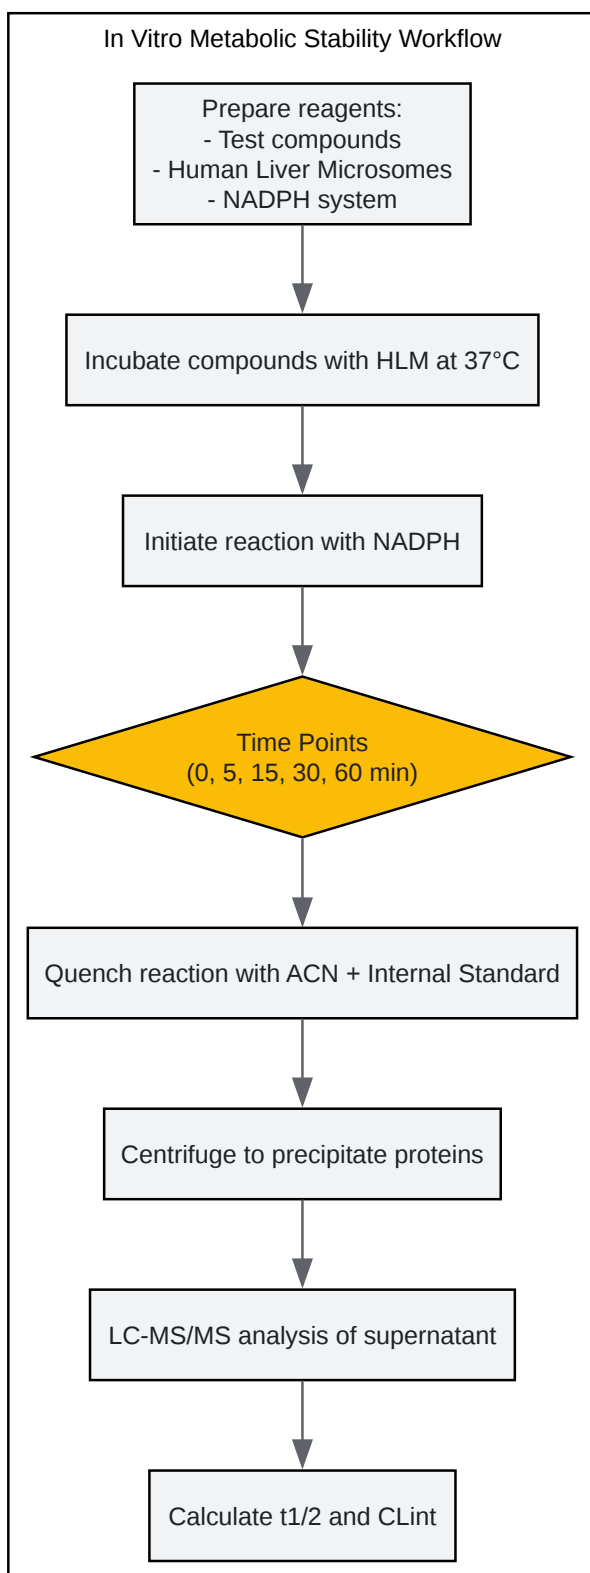 In Vitro Metabolic Stability Workflow
Prepare reagents:
- Test compounds
- Human Liver Microsomes
- NADPH system
Incubate compounds with HLM at 37°C
Initiate reaction with NADPH
Time Points
(0, 5, 15, 30, 60 min)
Quench reaction with ACN + Internal Standard
Centrifuge to precipitate proteins
LC-MS/MS analysis of supernatant
Calculate t1/2 and CLint